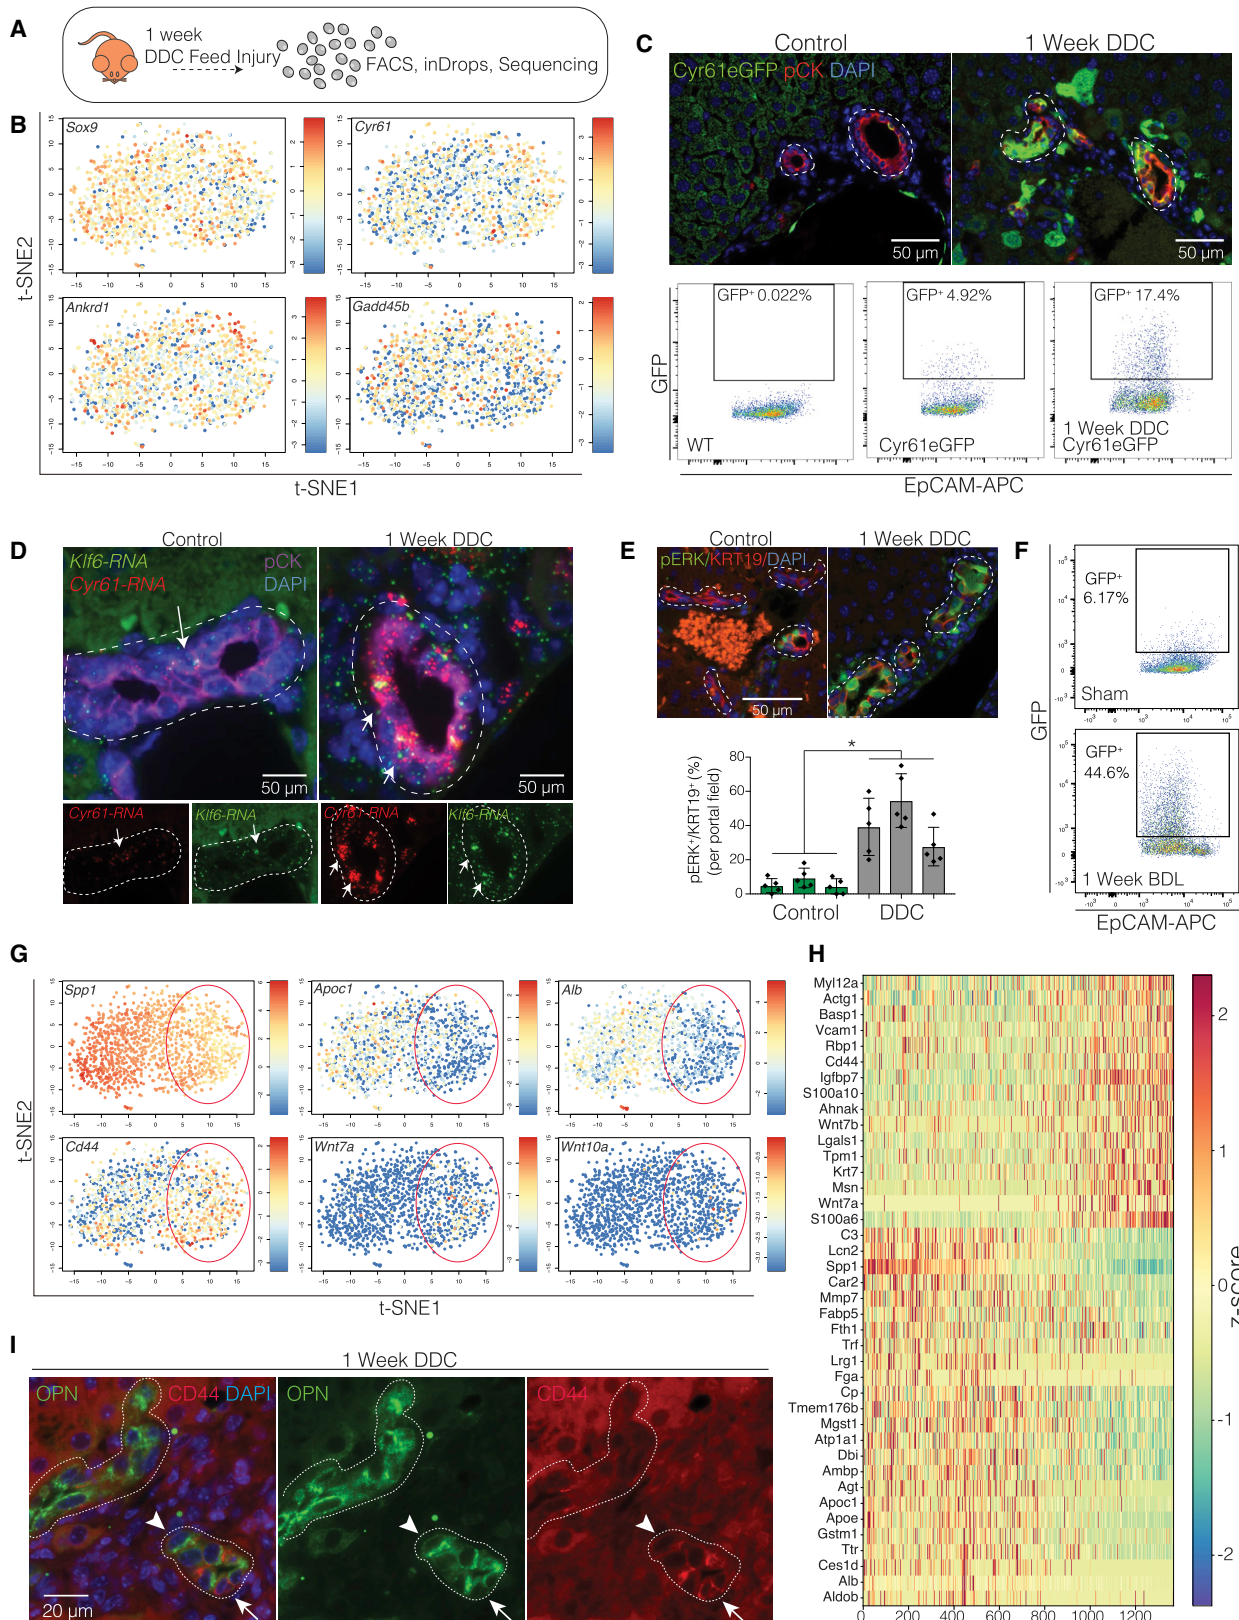 A
1 week
DDC Feed Injury
FACS, inDrops, Sequencing
B
Sox9
Cyr61
Ankrd1
Gadd45b
t-SNE2
t-SNE1
C
Control
1 Week DDC
Cyr61eGFP pCK DAPI
50 µm
50 µm
GFP⁺ 0.022%
GFP⁺ 4.92%
GFP⁺ 17.4%
GFP
WT
Cyr61eGFP
1 Week DDC
Cyr61eGFP
EpCAM-APC
D
Control
1 Week DDC
Klf6-RNA
pCK
Cyr61-RNA
DAPI
50 µm
50 µm
Cyr61-RNA
Klf6-RNA
Cyr61-RNA
Klf6-RNA
E
Control
1 Week DDC
pERK/KRT19/DAPI
50 µm
*
pERK⁺/KRT19⁺ (%)
(per portal field)
80
60
40
20
0
Control
DDC
F
GFP⁺
6.17%
Sham
GFP
GFP⁺
44.6%
1 Week BDL
EpCAM-APC
G
Spp1
Apoc1
Alb
Cd44
Wnt7a
Wnt10a
t-SNE2
t-SNE1
H
Myl12a
Actg1
Basp1
Vcam1
Rbp1
Cd44
Igfbp7
S100a10
Ahnak
Wnt7b
Lgals1
Tpm1
Krt7
Msn
Wnt7a
S100a6
C3
Lcn2
Spp1
Car2
Mmp7
Fabp5
Fth1
Trf
Lrg1
Fga
Cp
Tmem176b
Mgst1
Atp1a1
Dbi
Ambp
Agt
Apoc1
Apoe
Gstm1
Ttr
Ces1d
Alb
Aldob
0 200 400 600 800 1000 1200
2
1
0
-1
-2
z-score
I
1 Week DDC
OPN
CD44 DAPI
OPN
CD44
20 µm